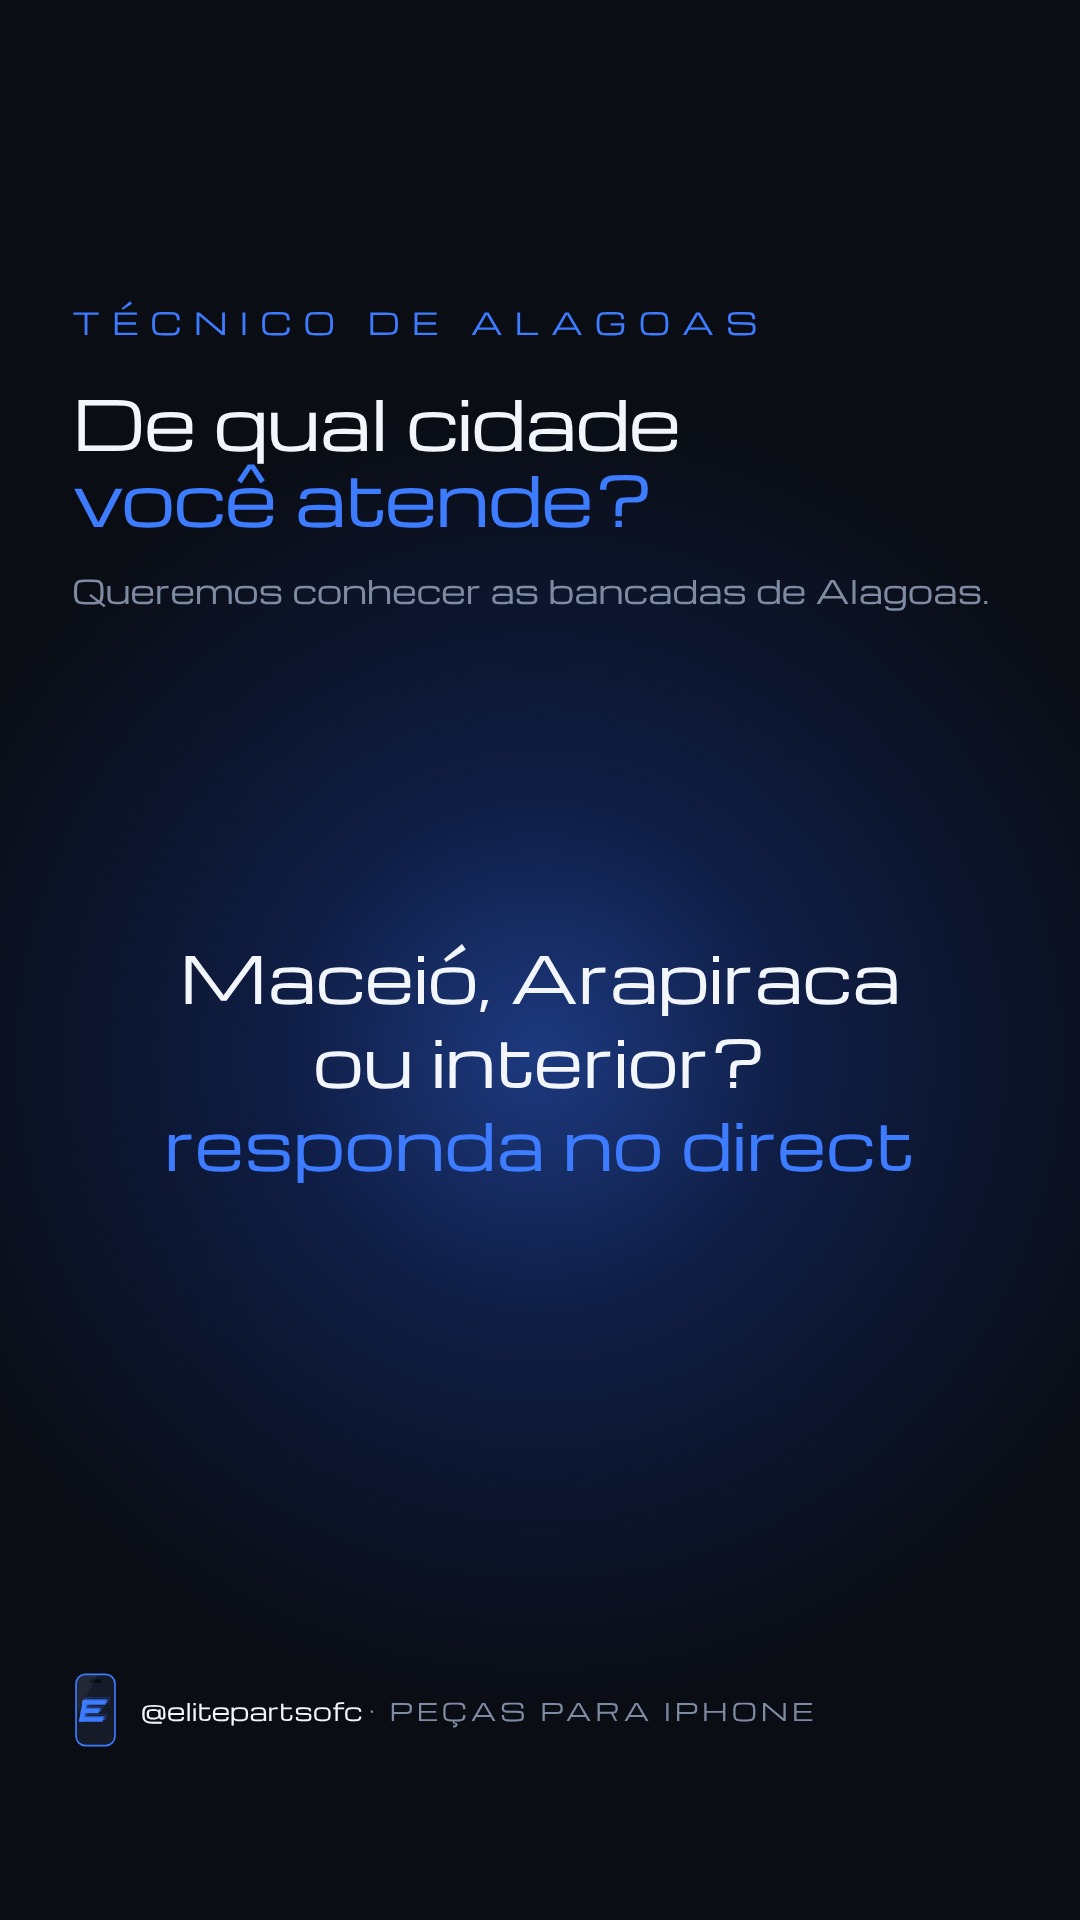 TÉCNICO DE ALAGOAS
De qual cidade
você atende?
Queremos conhecer as bancadas de Alagoas.
Maceió, Arapiraca
ou interior?
responda no direct
E @elitepartsofc · PEÇAS PARA IPHONE